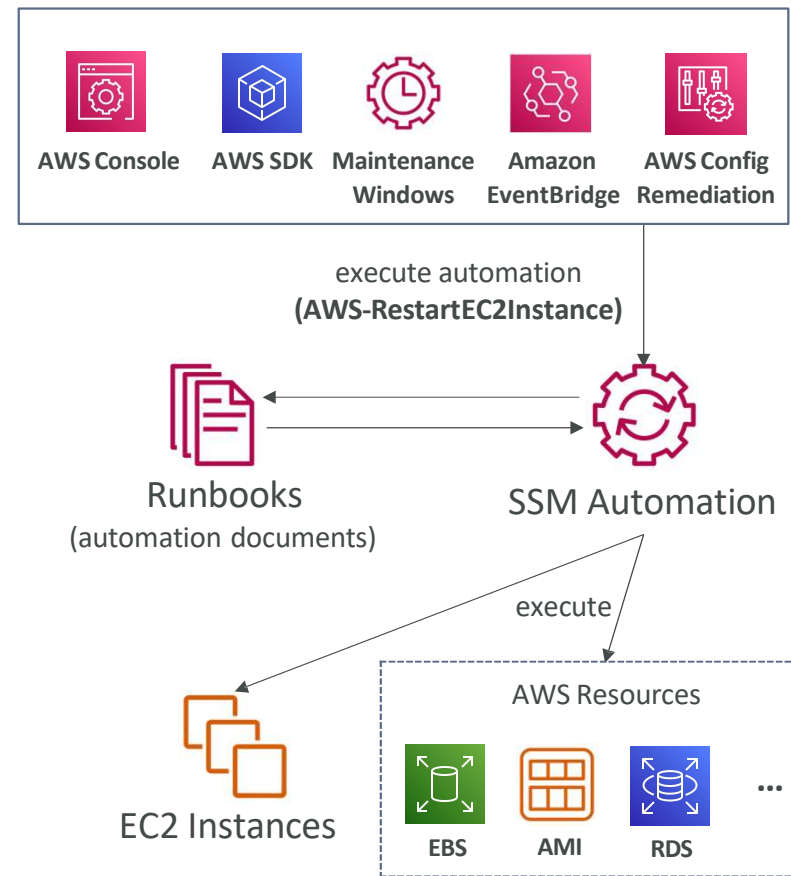 AWS Console
AWS SDK
Maintenance
Windows
Amazon
EventBridge
AWS Config
Remediation
execute automation
(AWS-RestartEC2Instance)
Runbooks
(automation documents)
SSM Automation
execute
AWS Resources
EC2 Instances
EBS
AMI
RDS
...